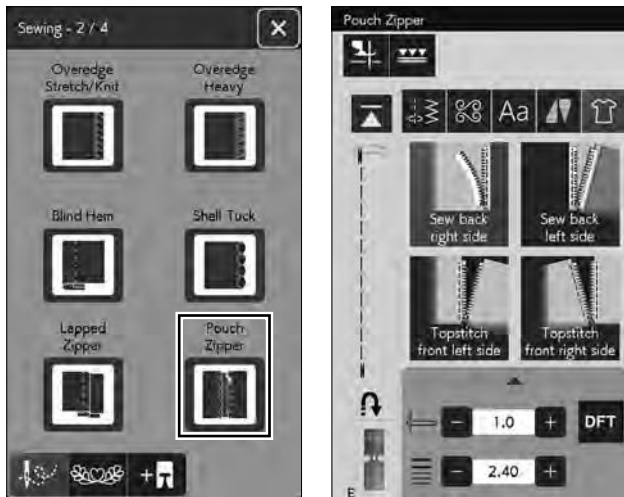 Sewing - 2 / 4
Overedge
Stretch/Knit
Overedge
Heavy
Blind Hem
Shell Tuck
Lapped
Zipper
Pouch
Zipper
Pouch Zipper
Aa
Sew back
right side
Sew back
left side
Topstitch
front left side
Topstitch
front right side
1.0
DFT
2.40
E